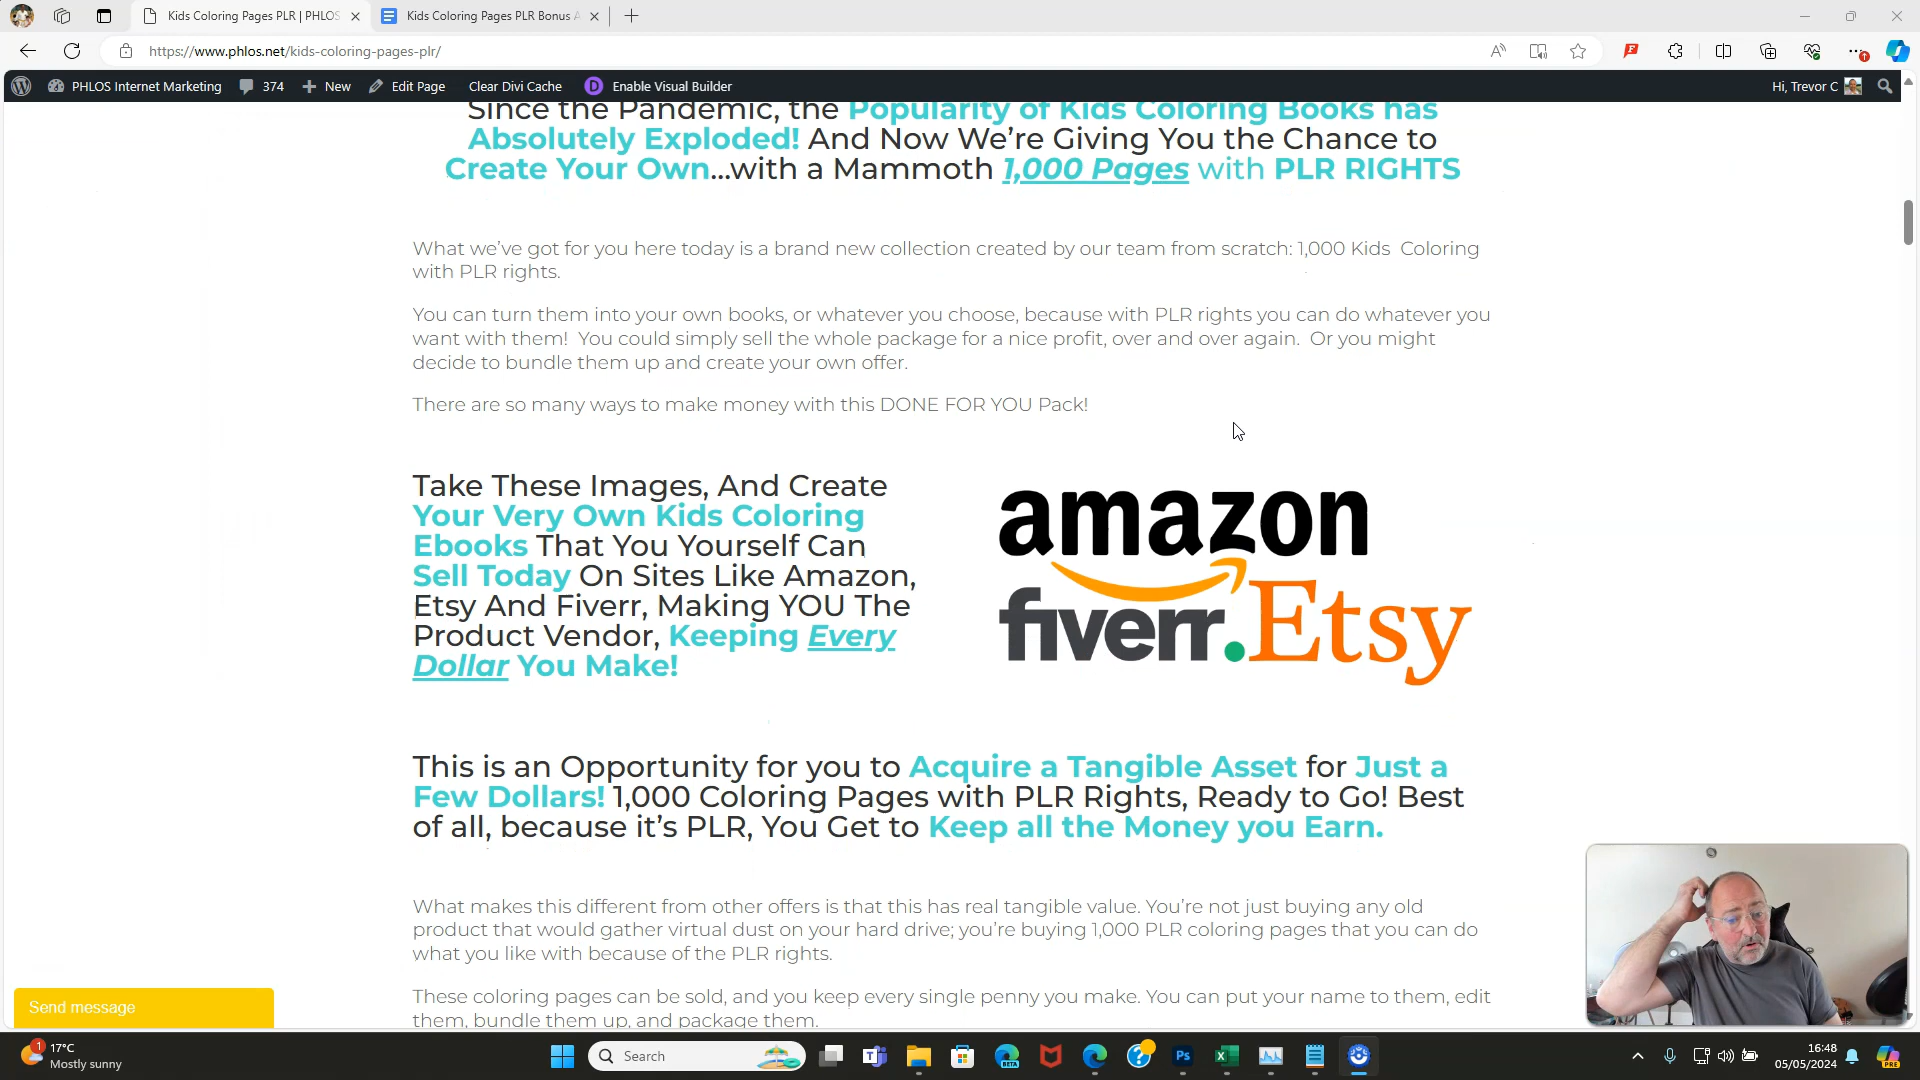 Kids Coloring Pages PLR | PHLOS
Kids Coloring Pages PLR Bonus A
https://www.phlos.net/kids-coloring-pages-plr/
PHLOS Internet Marketing
374
New
Edit Page
Clear Divi Cache
D
Enable Visual Builder
Hi, Trevor C
Since the Pandemic, the Popularity of Kids Coloring Books has
Absolutely Exploded! And Now We’re Giving You the Chance to
Create Your Own...with a Mammoth 1,000 Pages with PLR RIGHTS
What we’ve got for you here today is a brand new collection created by our team from scratch: 1,000 Kids Coloring
with PLR rights.
You can turn them into your own books, or whatever you choose, because with PLR rights you can do whatever you
want with them! You could simply sell the whole package for a nice profit, over and over again. Or you might
decide to bundle them up and create your own offer.
There are so many ways to make money with this DONE FOR YOU Pack!
Take These Images, And Create
Your Very Own Kids Coloring
Ebooks That You Yourself Can
Sell Today On Sites Like Amazon,
Etsy And Fiverr, Making YOU The
Product Vendor, Keeping Every
Dollar You Make!
amazon
fiverr.
Etsy
This is an Opportunity for you to Acquire a Tangible Asset for Just a
Few Dollars! 1,000 Coloring Pages with PLR Rights, Ready to Go! Best
of all, because it’s PLR, You Get to Keep all the Money you Earn.
What makes this different from other offers is that this has real tangible value. You’re not just buying any old
product that would gather virtual dust on your hard drive; you’re buying 1,000 PLR coloring pages that you can do
what you like with because of the PLR rights.
These coloring pages can be sold, and you keep every single penny you make. You can put your name to them, edit
them, bundle them up, and package them.
Send message
1
17°C
Mostly sunny
Search
BETA
Ps
16:48
05/05/2024
PRE